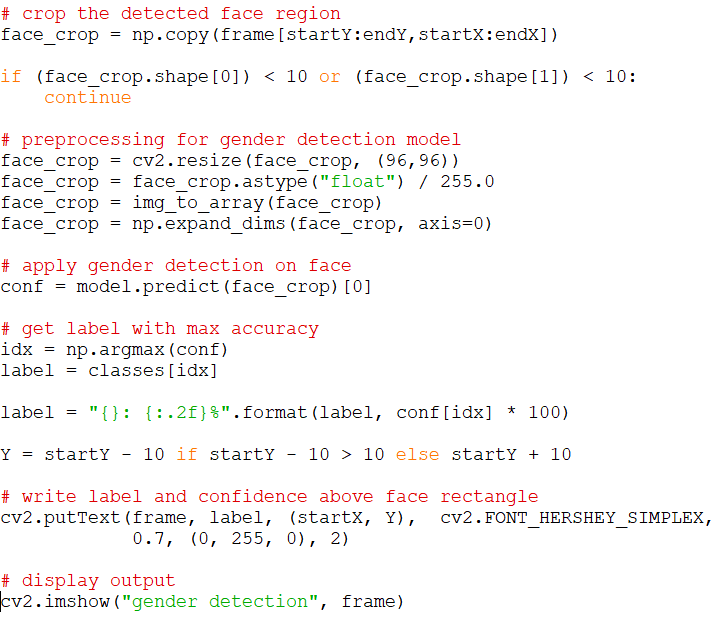 # crop the detected face region
face_crop = np.copy(frame[startY:endY,startX:endX])
if (face_crop.shape[0]) < 10 or (face_crop.shape[1]) < 10:
    continue
# preprocessing for gender detection model
face_crop = cv2.resize(face_crop, (96,96))
face_crop = face_crop.astype("float") / 255.0
face_crop = img_to_array(face_crop)
face_crop = np.expand_dims(face_crop, axis=0)
# apply gender detection on face
conf = model.predict(face_crop)[0]
# get label with max accuracy
idx = np.argmax(conf)
label = classes[idx]
label = "{}: {:.2f}%".format(label, conf[idx] * 100)
Y = startY - 10 if startY - 10 > 10 else startY + 10
# write label and confidence above face rectangle
cv2.putText(frame, label, (startX, Y),  cv2.FONT_HERSHEY_SIMPLEX,
            0.7, (0, 255, 0), 2)
# display output
cv2.imshow("gender detection", frame)